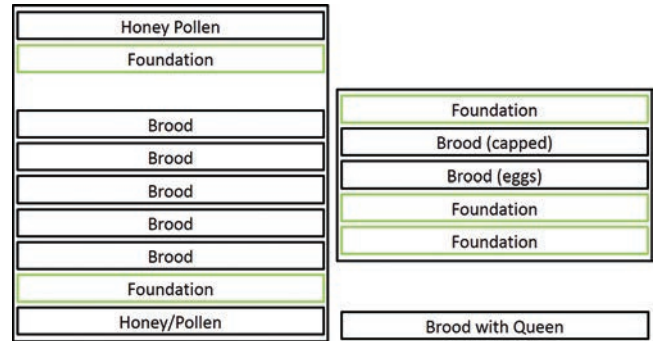 Honey Pollen
Foundation
Brood
Brood
Brood
Brood
Brood
Foundation
Honey/Pollen
Foundation
Brood (capped)
Brood (eggs)
Foundation
Foundation
Brood with Queen